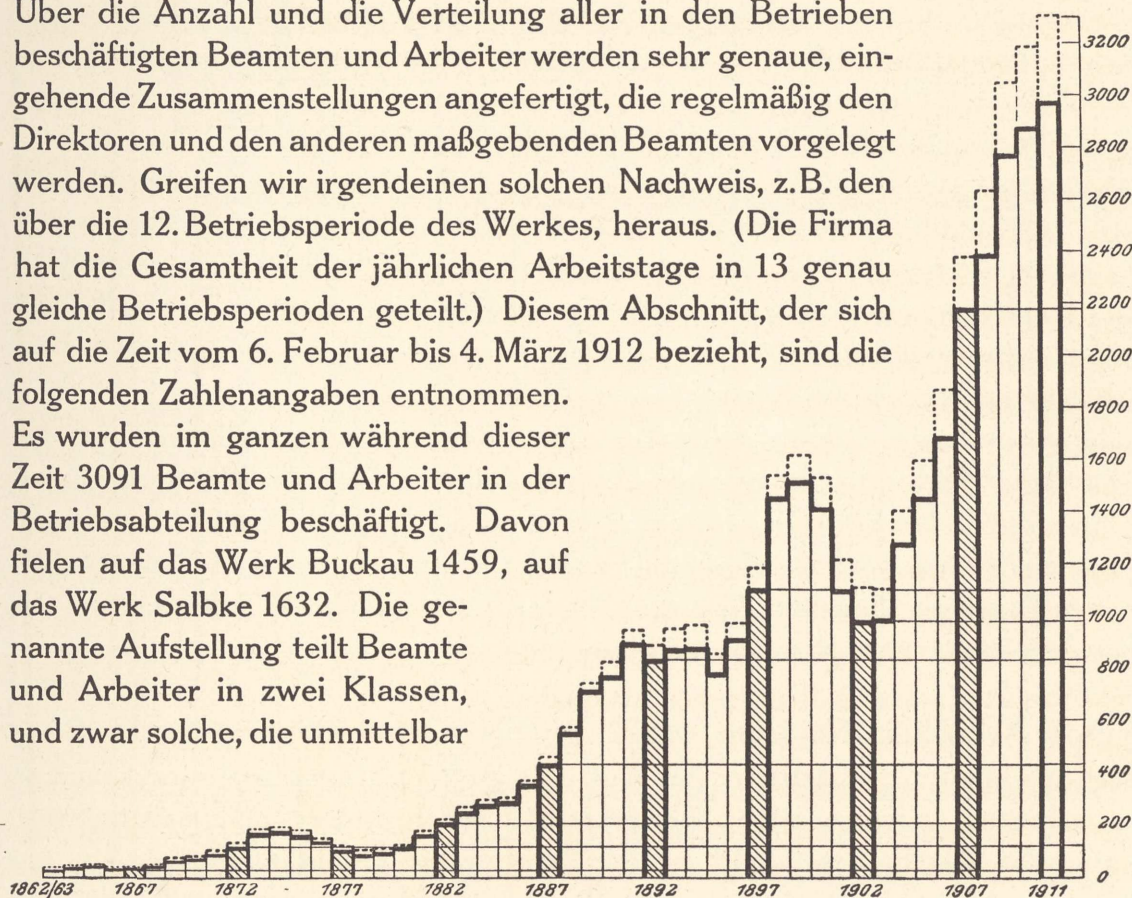 Über die Anzahl und die Verteilung aller in den Betrieben
beschäftigten Beamten und Arbeiter werden sehr genaue, ein-
gehende Zusammenstellungen angefertigt, die regelmäßig den
Direktoren und den anderen maßgebenden Beamten vorgelegt
werden. Greifen wir irgendeinen solchen Nachweis, z. B. den
über die 12. Betriebsperiode des Werkes, heraus. (Die Firma
hat die Gesamtheit der jährlichen Arbeitstage in 13 genau
gleiche Betriebsperioden geteilt.) Diesem Abschnitt, der sich
auf die Zeit vom 6. Februar bis 4. März 1912 bezieht, sind die
folgenden Zahlenangaben entnommen.
Es wurden im ganzen während dieser
Zeit 3091 Beamte und Arbeiter in der
Betriebsabteilung beschäftigt. Davon
fielen auf das Werk Buckau 1459, auf
das Werk Salbke 1632. Die ge-
nannte Aufstellung teilt Beamte
und Arbeiter in zwei Klassen,
und zwar solche, die unmittelbar
3200
3000
2800
2600
2400
2200
2000
1800
1600
1400
1200
1000
800
600
400
200
0
1862/63 1867 1872 1877 1882 1887 1892 1897 1902 1907 1911